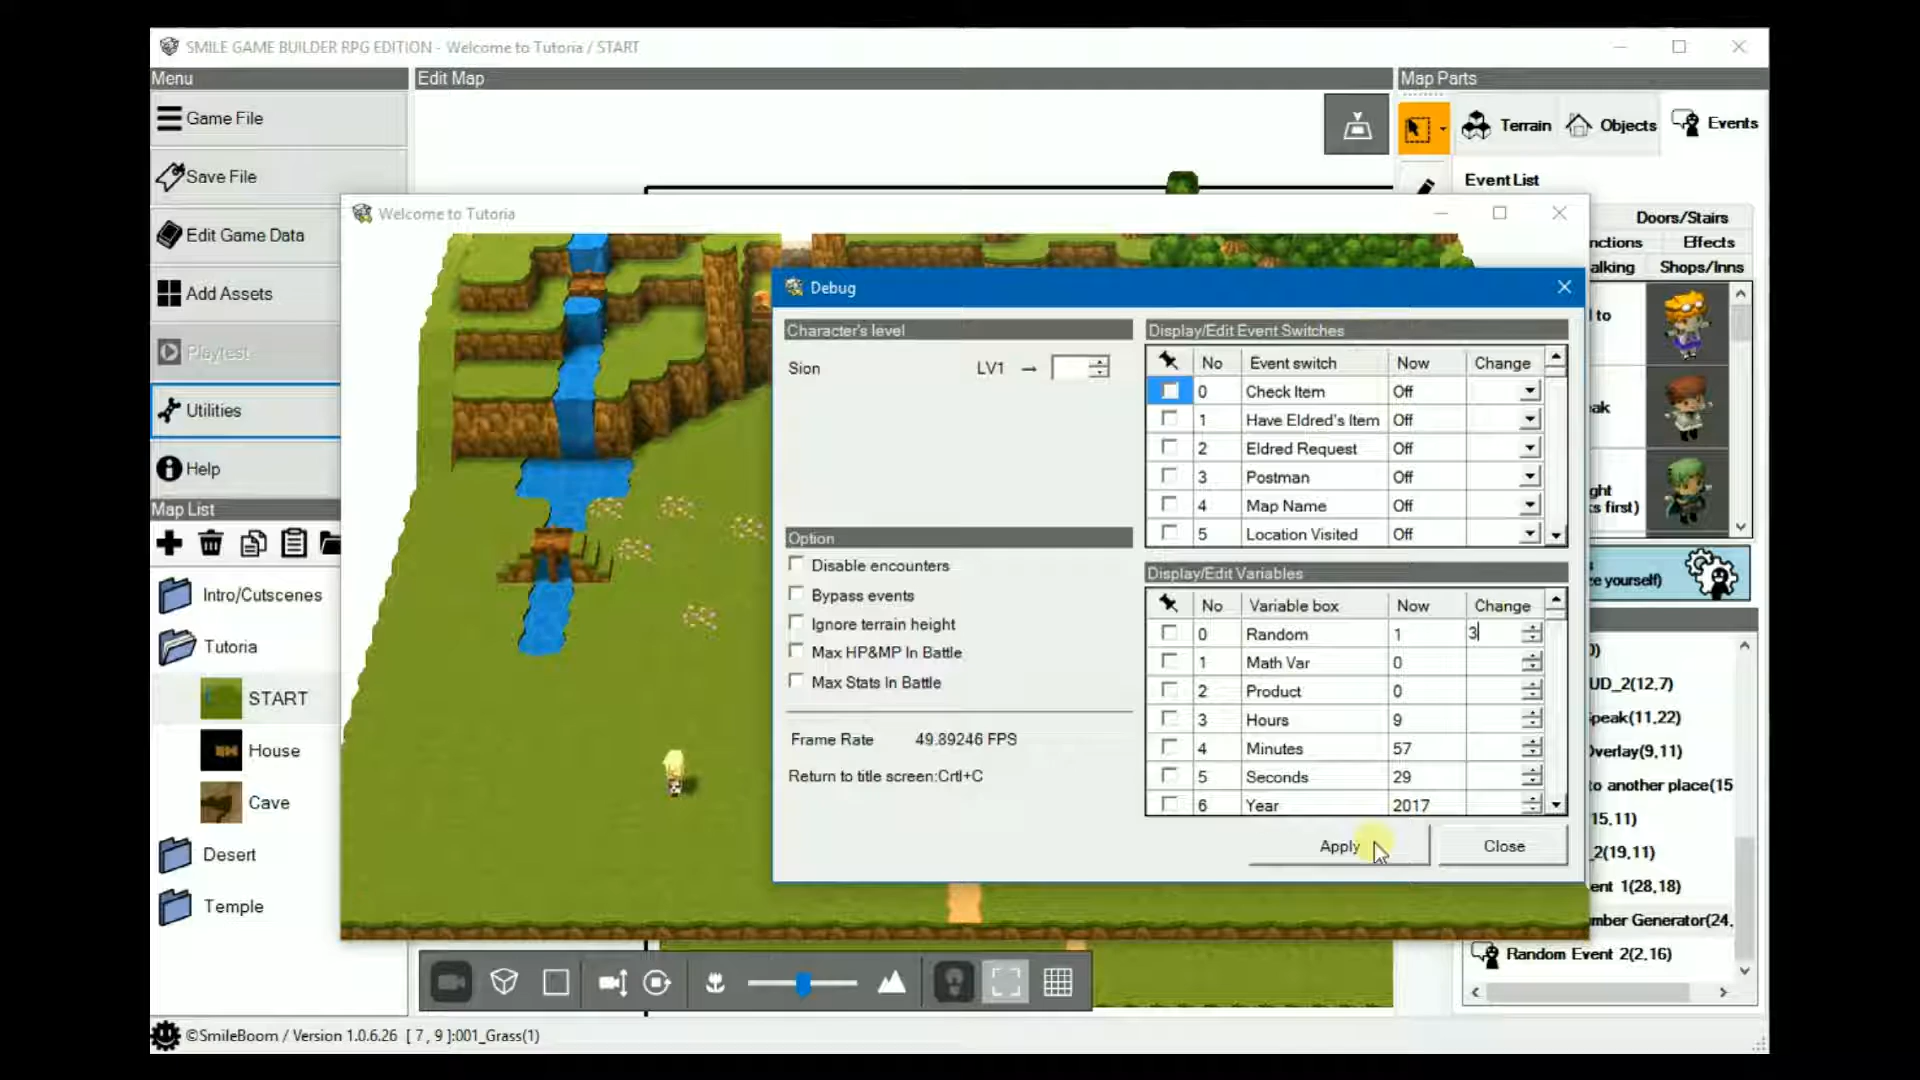 SMILE GAME BUILDER RPG EDITION - Welcome to Tutoria / START
Menu
Edit Map
Map Parts
Game File
Save File
Edit Game Data
Add Assets
Playtest
Utilities
Help
Terrain
Objects
Events
Event List
Doors/Stairs
nctions
Effects
alking
Shops/Inns
to
ak
ght
s first)
ze yourself)
Map List
Intro/Cutscenes
Tutoria
START
House
Cave
Desert
Temple
Welcome to Tutoria
Debug
Character's level
Sion LV1 →
Option
Disable encounters
Bypass events
Ignore terrain height
Max HP&MP In Battle
Max Stats In Battle
Frame Rate 49.89246 FPS
Return to title screen:Crtl+C
Display/Edit Event Switches
No Event switch Now Change
0 Check Item Off
1 Have Eldred's Item Off
2 Eldred Request Off
3 Postman Off
4 Map Name Off
5 Location Visited Off
Display/Edit Variables
No Variable box Now Change
0 Random 1 3
1 Math Var 0
2 Product 0
3 Hours 9
4 Minutes 57
5 Seconds 29
6 Year 2017
Apply
Close
UD_2(12,7)
peak(11,22)
verlay(9,11)
to another place(15
15,11)
_2(19,11)
ent 1(28,18)
mber Generator(24,
Random Event 2(2,16)
©SmileBoom / Version 1.0.6.26 [ 7 , 9 ]:001_Grass(1)